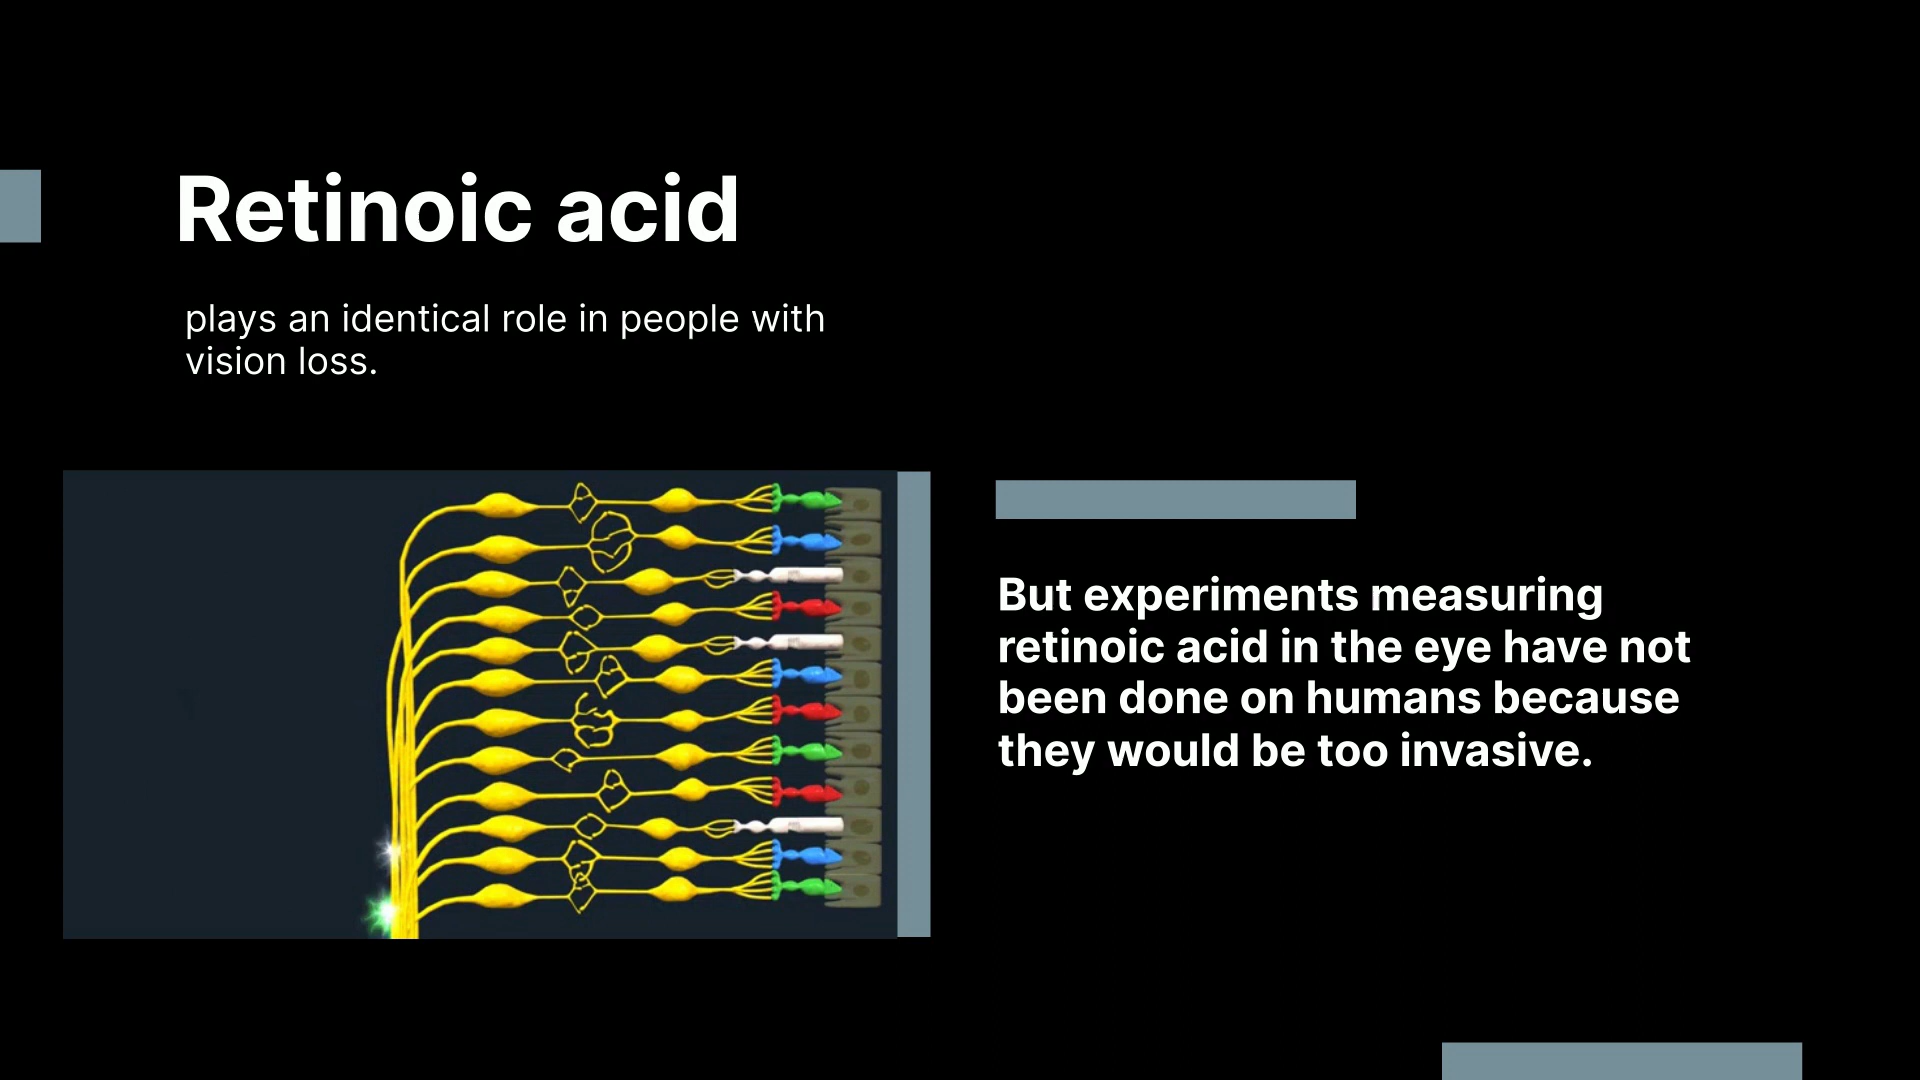 Retinoic acid
plays an identical role in people with
vision loss.
But experiments measuring
retinoic acid in the eye have not
been done on humans because
they would be too invasive.